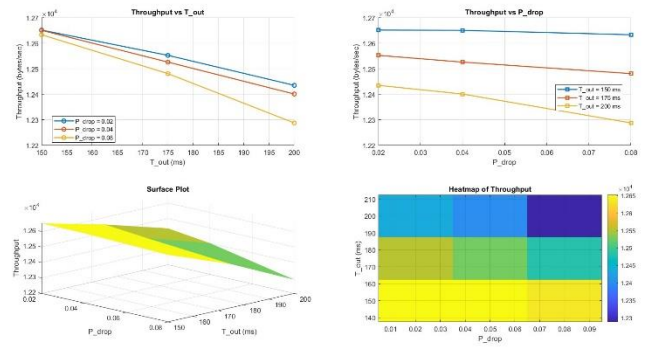 Throughput vs T_out
×10⁴
1.27
1.26
1.25
1.24
1.23
1.22
Throughput (bytes/sec)
P_drop = 0.02
P_drop = 0.04
150 155 160 165 170 175 180 185 190 195 200
T_out (ms)
Throughput vs P_drop
×10⁴
1.27
1.26
1.25
1.24
1.23
1.22
Throughput (bytes/sec)
T_out = 150 ms
T_out = 175 ms
T_out = 200 ms
0.02 0.03 0.04 0.05 0.06 0.07 0.08
P_drop
Surface Plot
×10⁴
1.26
1.25
1.24
1.23
1.22
Throughput
0.02
0.04
0.06
0.08
P_drop
150
160
170
180
190
200
T_out (ms)
Heatmap of Throughput
210
200
190
180
170
160
150
140
T_out (ms)
0.01 0.02 0.03 0.04 0.05 0.06 0.07 0.08 0.09
P_drop
×10⁴
1.265
1.26
1.255
1.25
1.245
1.24
1.235
1.23